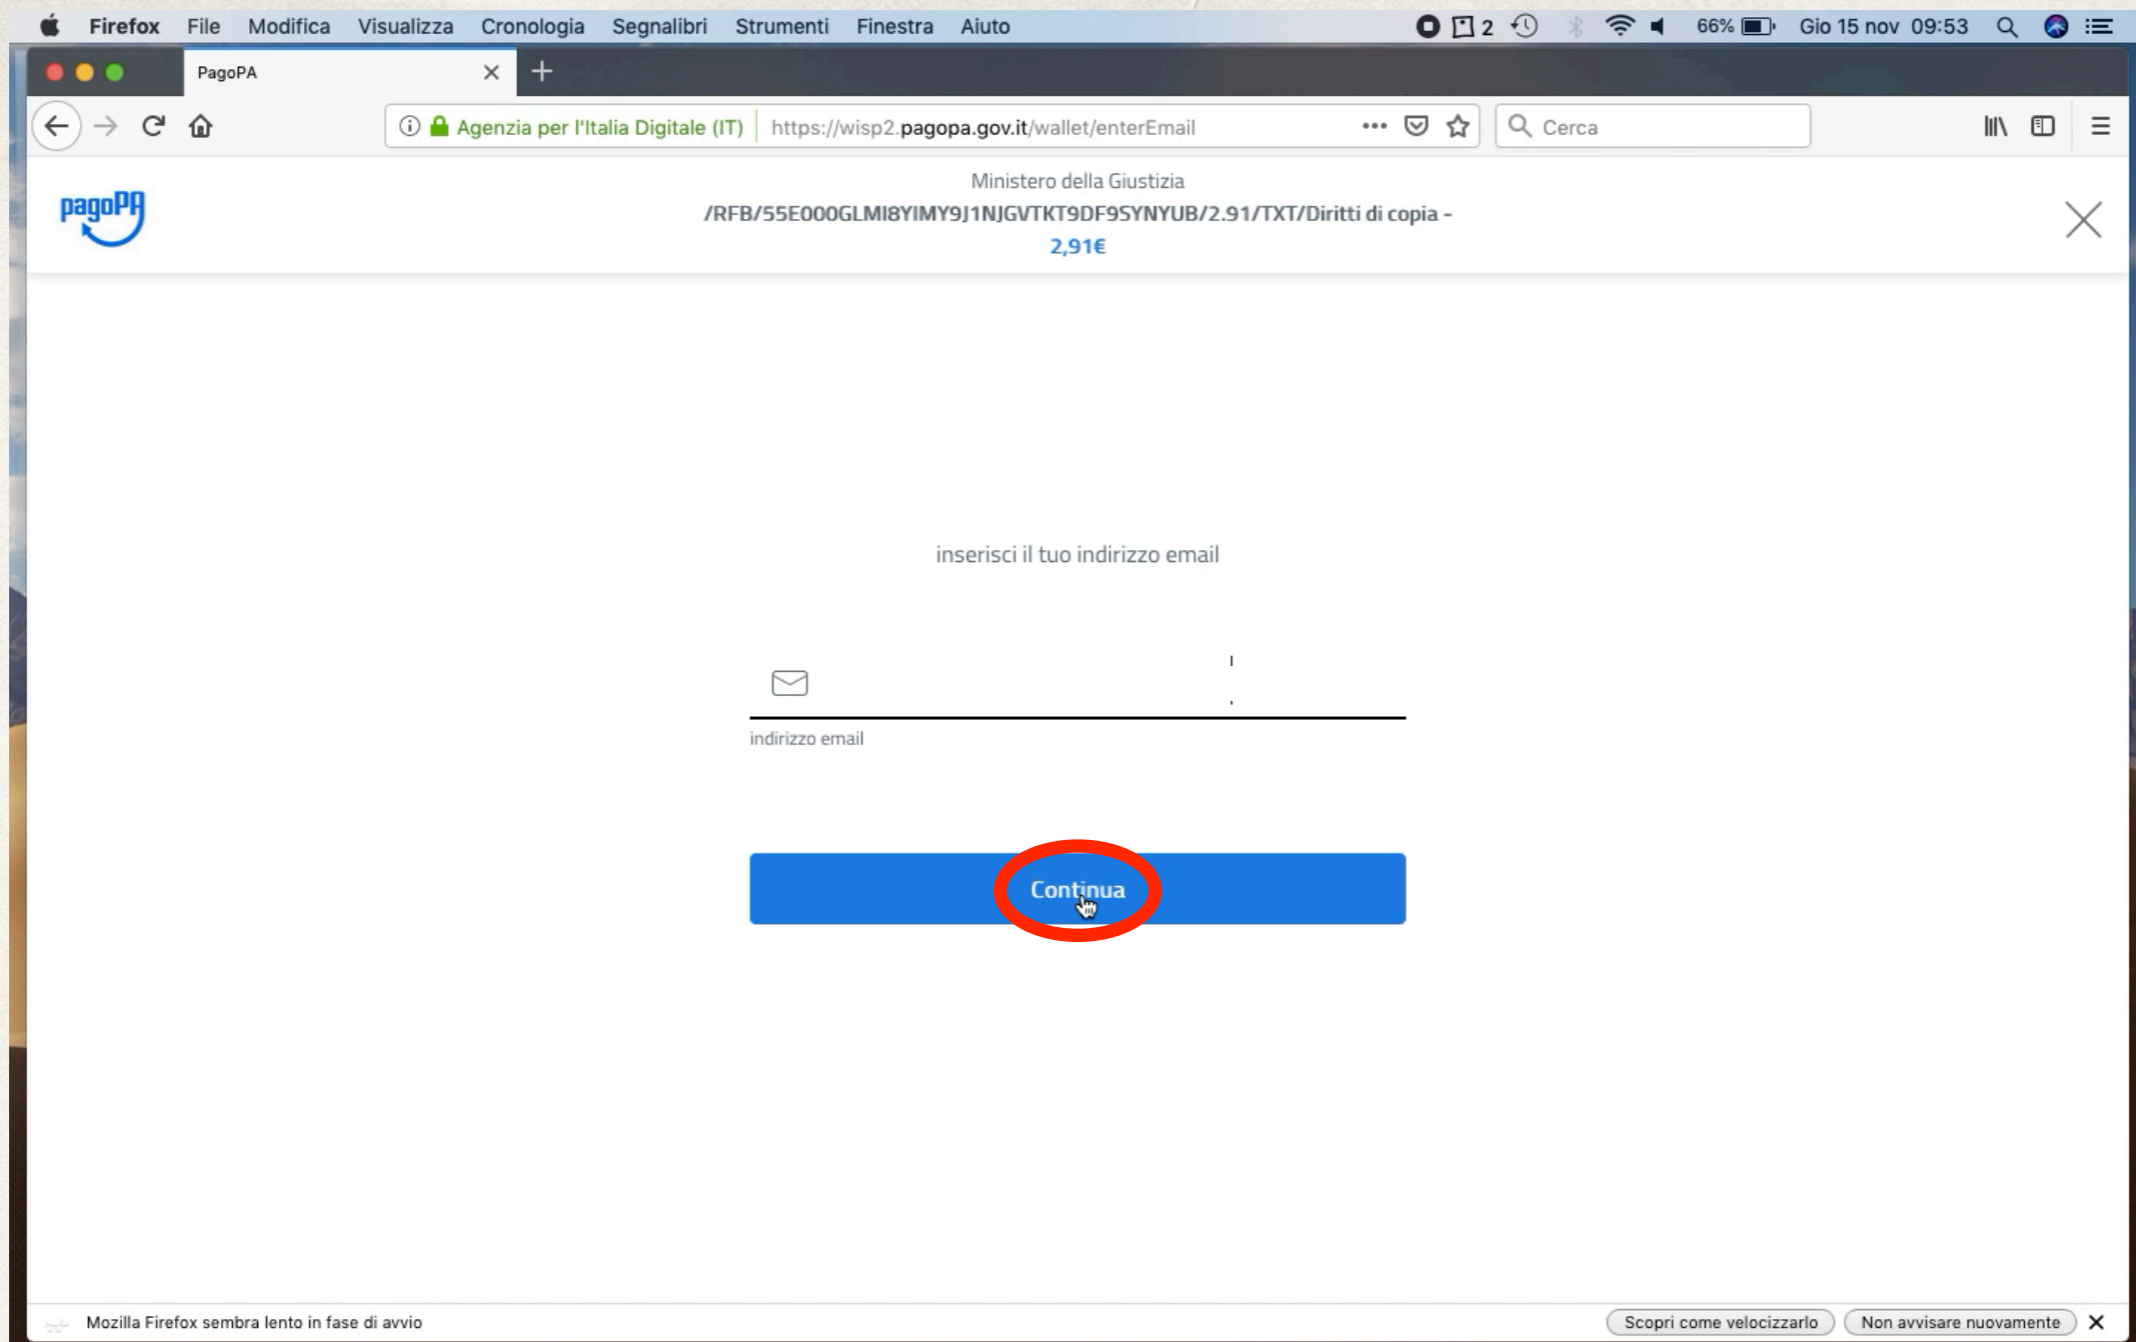 Firefox File Modifica Visualizza Cronologia Segnalibri Strumenti Finestra Aiuto 2 66% Gio 15 nov 09:53
PagoPA
Agenzia per l'Italia Digitale (IT) https://wisp2.pagopa.gov.it/wallet/enterEmail Cerca
pagoPA
Ministero della Giustizia
/RFB/55E000GLMI8YIMY9J1NJGVTKT9DF9SYNYUB/2.91/TXT/Diritti di copia -
2,91€
inserisci il tuo indirizzo email
indirizzo email
Continua
Mozilla Firefox sembra lento in fase di avvio Scopri come velocizzarlo Non avvisare nuovamente